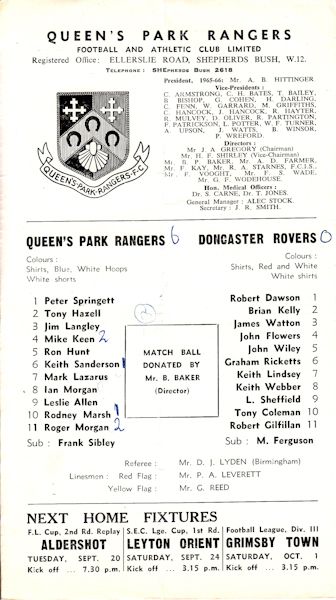 QUEEN'S PARK RANGERS
FOOTBALL AND ATHLETIC CLUB LIMITED
Registered Office: ELLERSLIE ROAD, SHEPHERDS BUSH, W.12.
TELEPHONE: SHEPHERDS BUSH 2618
President, 1965-66: Mr. A. B. HITTINGER
Vice-Presidents:
C. ARMSTRONG, C. H. BATES, T. BAILEY,
B. BISHOP, G. COHEN, H. DARLING,
C. FENN, W. GARRARD, M. GRIFFITHS,
C. HANCOCK, J. HANCOCK, R. HAYTER,
R. MULVEY, D. OLIVER, R. PARTINGTON,
F. PATRICKSON, L. POTTER, W. F. TURNER,
A. UPSON, J. WATTS, B. WINSOR,
P. WREFORD.
Directors:
Mr. J. A. GREGORY (Chairman)
Mr. H. F. SHIRLEY (Vice-Chairman)
Mr. B. P. BAKER, Mr. A. D. FARMER,
Mr. F. KAY, Mr. R. A. STARNES, F.C.I.S.
Mr. F. VOUGHT, Mr. F. S. WADE,
Mr. G. F. WODEHOUSE.
Hon. Medical Officers:
Dr. S. CARNE, Dr. T. JONES.
General Manager: ALEC STOCK.
Secretary: J. R. SMITH.
QUEEN'S·PARK·RANGERS·F·C
QUEEN'S PARK RANGERS 6 DONCASTER ROVERS 0
Colours:
Shirts, Blue, White Hoops
White shorts
Colours:
Shirts, Red and White
White shorts
1 Peter Springett
2 Tony Hazell
3 Jim Langley
4 Mike Keen 2
5 Ron Hunt
6 Keith Sanderson 1
7 Mark Lazarus
8 Ian Morgan
9 Leslie Allen
10 Rodney Marsh 1
11 Roger Morgan 2
Sub: Frank Sibley
MATCH BALL
DONATED BY
Mr. B. BAKER
(Director)
Robert Dawson 1
Brian Kelly 2
James Watton 3
John Flowers 4
John Wiley 5
Graham Ricketts 6
Keith Lindsey 7
Keith Webber 8
L. Sheffield 9
Tony Coleman 10
Robert Gilfillan 11
Sub: M. Ferguson
Referee: Mr. D. J. LYDEN (Birmingham)
Linesmen: Red Flag: Mr. P. A. LEVERETT
Yellow Flag: Mr. G. REED
NEXT HOME FIXTURES
F.L. Cup, 2nd Rd. Replay
ALDERSHOT
TUESDAY, SEPT. 20
Kick off ... 7.30 p.m.
S.E.C. Lge. Cup, 1st Rd.
LEYTON ORIENT
SATURDAY, SEPT. 24
Kick off ... 3.15 p.m.
Football League, Div. III
GRIMSBY TOWN
SATURDAY, OCT. 1
Kick off ... 3.15 p.m.